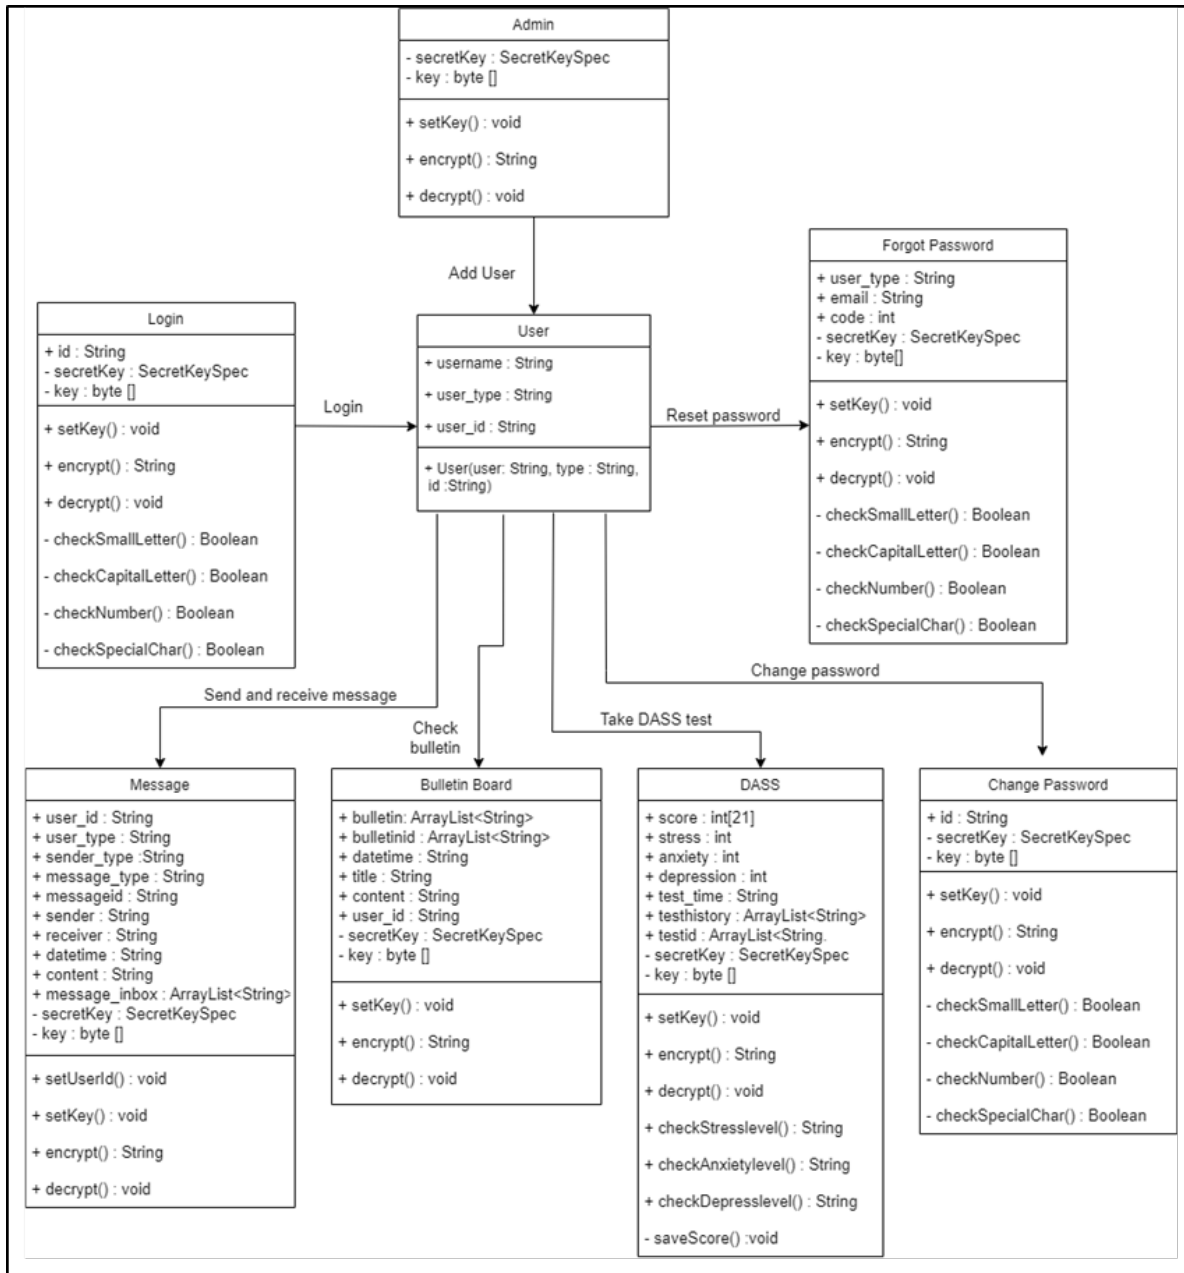 Admin
- secretKey : SecretKeySpec
- key : byte []
+ setKey() : void
+ encrypt() : String
+ decrypt() : void
Add User
Forgot Password
+ user_type : String
+ email : String
+ code : int
- secretKey : SecretKeySpec
- key : byte[]
+ setKey() : void
+ encrypt() : String
+ decrypt() : void
- checkSmallLetter() : Boolean
- checkCapitalLetter() : Boolean
- checkNumber() : Boolean
- checkSpecialChar() : Boolean
Login
+ id : String
- secretKey : SecretKeySpec
- key : byte []
+ setKey() : void
+ encrypt() : String
+ decrypt() : void
- checkSmallLetter() : Boolean
- checkCapitalLetter() : Boolean
- checkNumber() : Boolean
- checkSpecialChar() : Boolean
Login
User
+ username : String
+ user_type : String
+ user_id : String
+ User(user: String, type : String,
id :String)
Reset password
Send and receive message
Check
bulletin
Take DASS test
Change password
Message
+ user_id : String
+ user_type : String
+ sender_type :String
+ message_type : String
+ messageid : String
+ sender : String
+ receiver : String
+ datetime : String
+ content : String
+ message_inbox : ArrayList<String>
- secretKey : SecretKeySpec
- key : byte []
+ setUserId() : void
+ setKey() : void
+ encrypt() : String
+ decrypt() : void
Bulletin Board
+ bulletin: ArrayList<String>
+ bulletinid : ArrayList<String>
+ datetime : String
+ title : String
+ content : String
+ user_id : String
- secretKey : SecretKeySpec
- key : byte []
+ setKey() : void
+ encrypt() : String
+ decrypt() : void
DASS
+ score : int[21]
+ stress : int
+ anxiety : int
+ depression : int
+ test_time : String
+ testhistory : ArrayList<String>
+ testid : ArrayList<String.
- secretKey : SecretKeySpec
- key : byte []
+ setKey() : void
+ encrypt() : String
+ decrypt() : void
+ checkStresslevel() : String
+ checkAnxietylevel() : String
+ checkDepresslevel() : String
- saveScore() :void
Change Password
+ id : String
- secretKey : SecretKeySpec
- key : byte []
+ setKey() : void
+ encrypt() : String
+ decrypt() : void
- checkSmallLetter() : Boolean
- checkCapitalLetter() : Boolean
- checkNumber() : Boolean
- checkSpecialChar() : Boolean